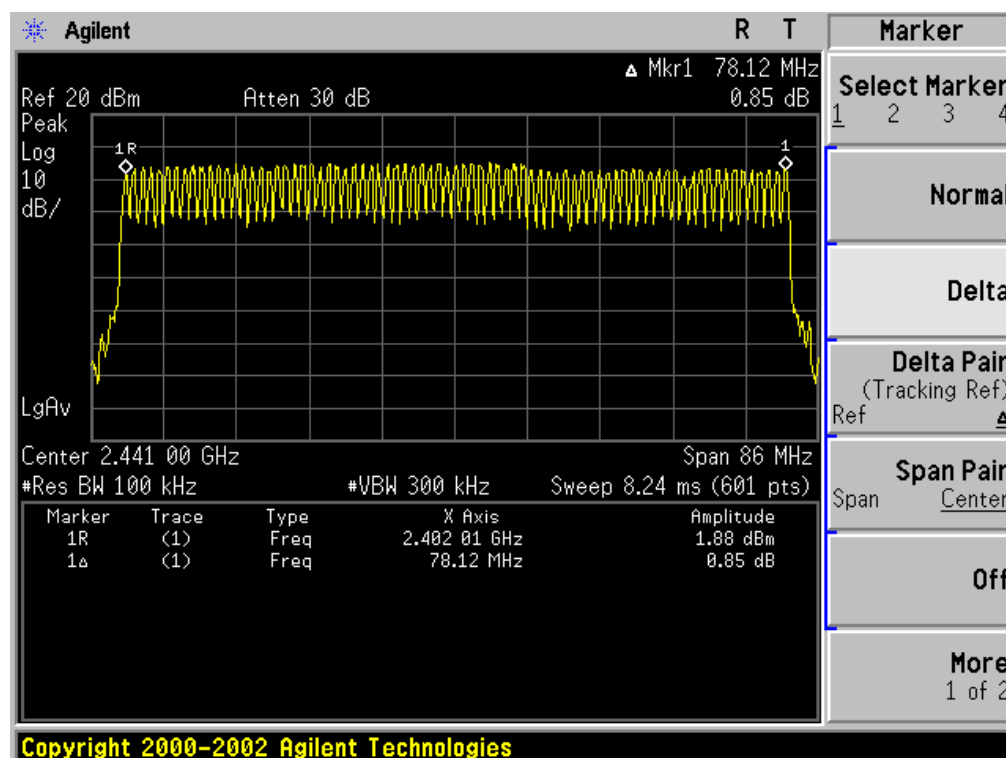 Agilent R T
Marker
▵ Mkr1 78.12 MHz
Ref 20 dBm Atten 30 dB 0.85 dB
Peak
Log
10
dB/
1R
1
LgAv
Center 2.441 00 GHz Span 86 MHz
#Res BW 100 kHz #VBW 300 kHz Sweep 8.24 ms (601 pts)
Marker Trace Type X Axis Amplitude
1R (1) Freq 2.402 01 GHz 1.88 dBm
1▵ (1) Freq 78.12 MHz 0.85 dB
Select Marker
1 2 3 4
Normal
Delta
Delta Pair
(Tracking Ref)
Ref ▵
Span Pair
Span Center
Off
More
1 of 2
Copyright 2000-2002 Agilent Technologies